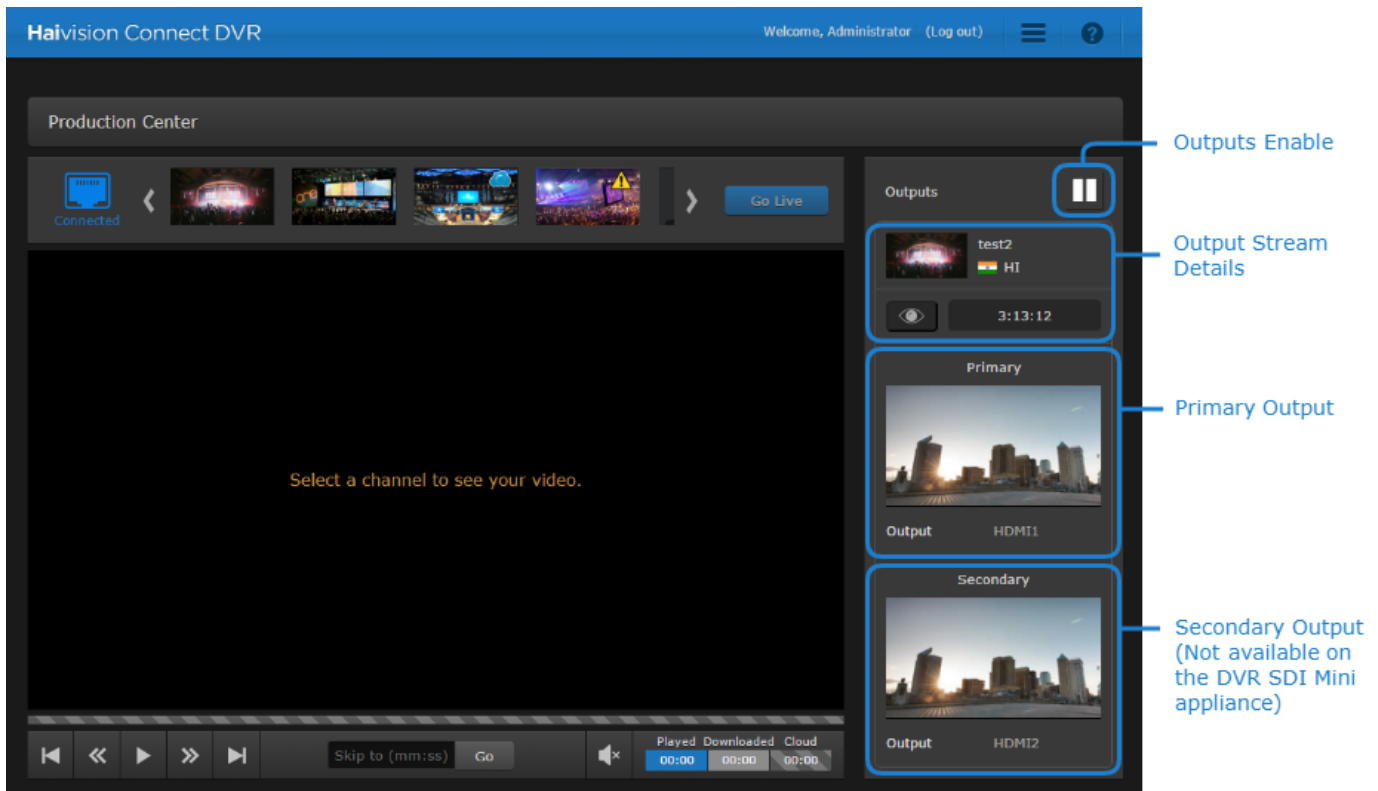 Haivision Connect DVR
Welcome, Administrator (Log out)
?
Production Center
Connected
Go Live
Select a channel to see your video.
Skip to (mm:ss) Go
Played Downloaded Cloud
00:00 00:00 00:00
Outputs
test2
HI
3:13:12
Primary
Output HDMI1
Secondary
Output HDMI2
Outputs Enable
Output Stream
Details
Primary Output
Secondary Output
(Not available on
the DVR SDI Mini
appliance)